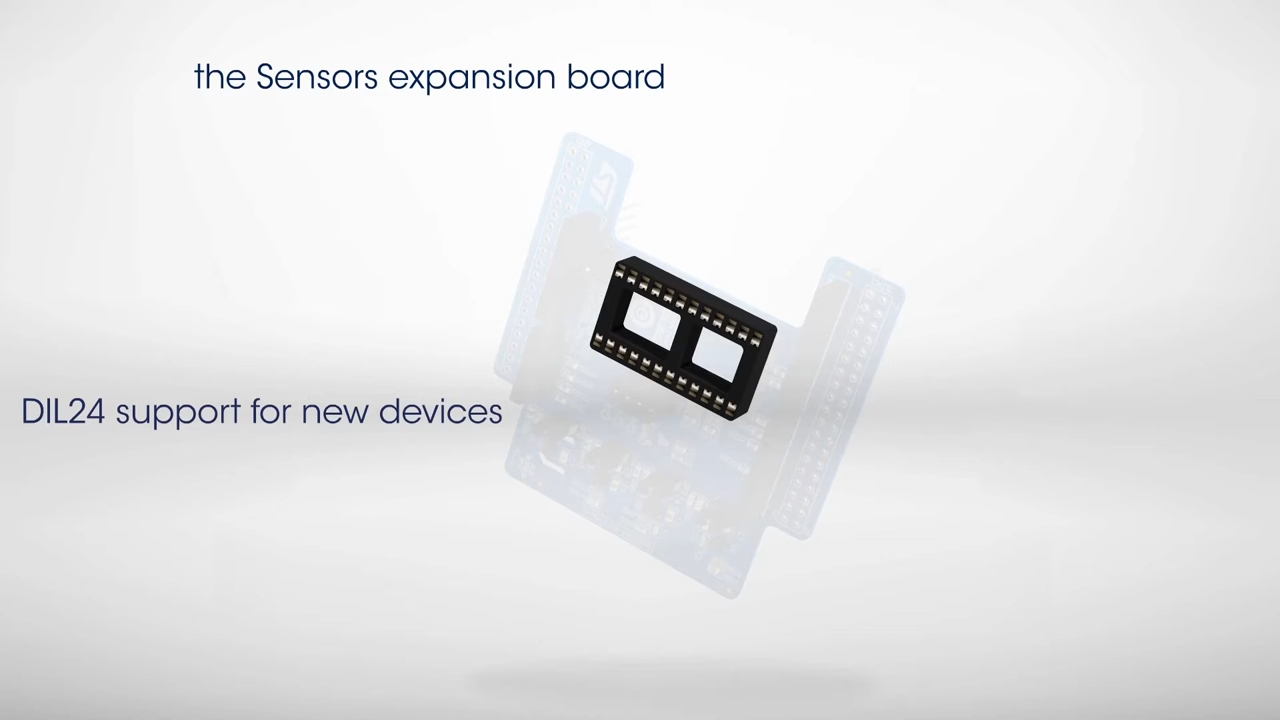 the Sensors expansion board
DIL24 support for new devices